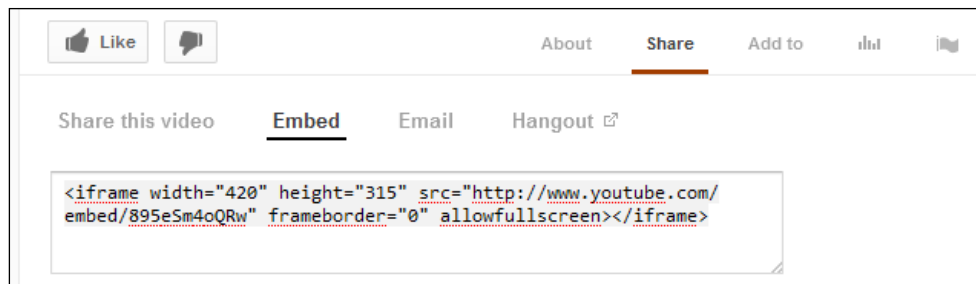 Like About Share Add to
Share this video Embed Email Hangout
<iframe width="420" height="315" src="http://www.youtube.com/
embed/895eSm4oQRw" frameborder="0" allowfullscreen></iframe>